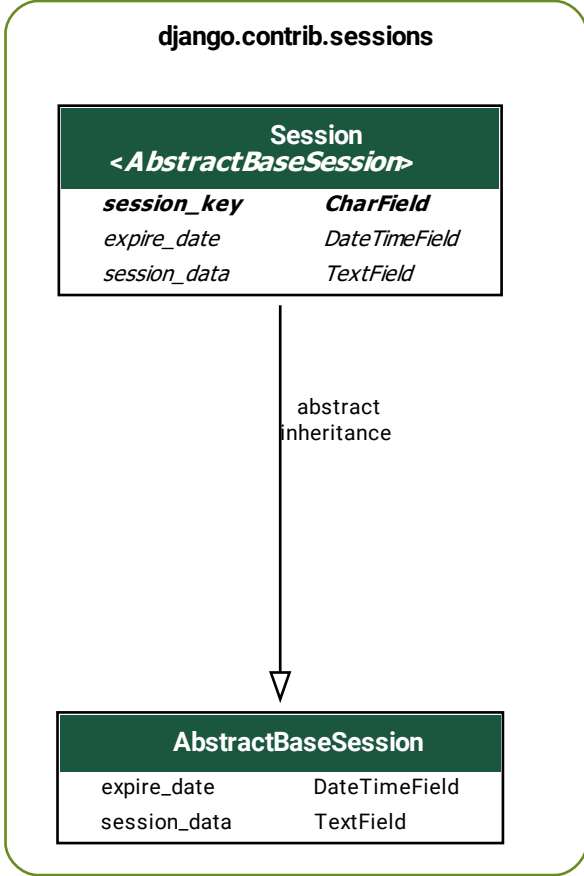 django.contrib.sessions
Session
<AbstractBaseSession>
session_key CharField
expire_date DateTimeField
session_data TextField
abstract
inheritance
AbstractBaseSession
expire_date DateTimeField
session_data TextField